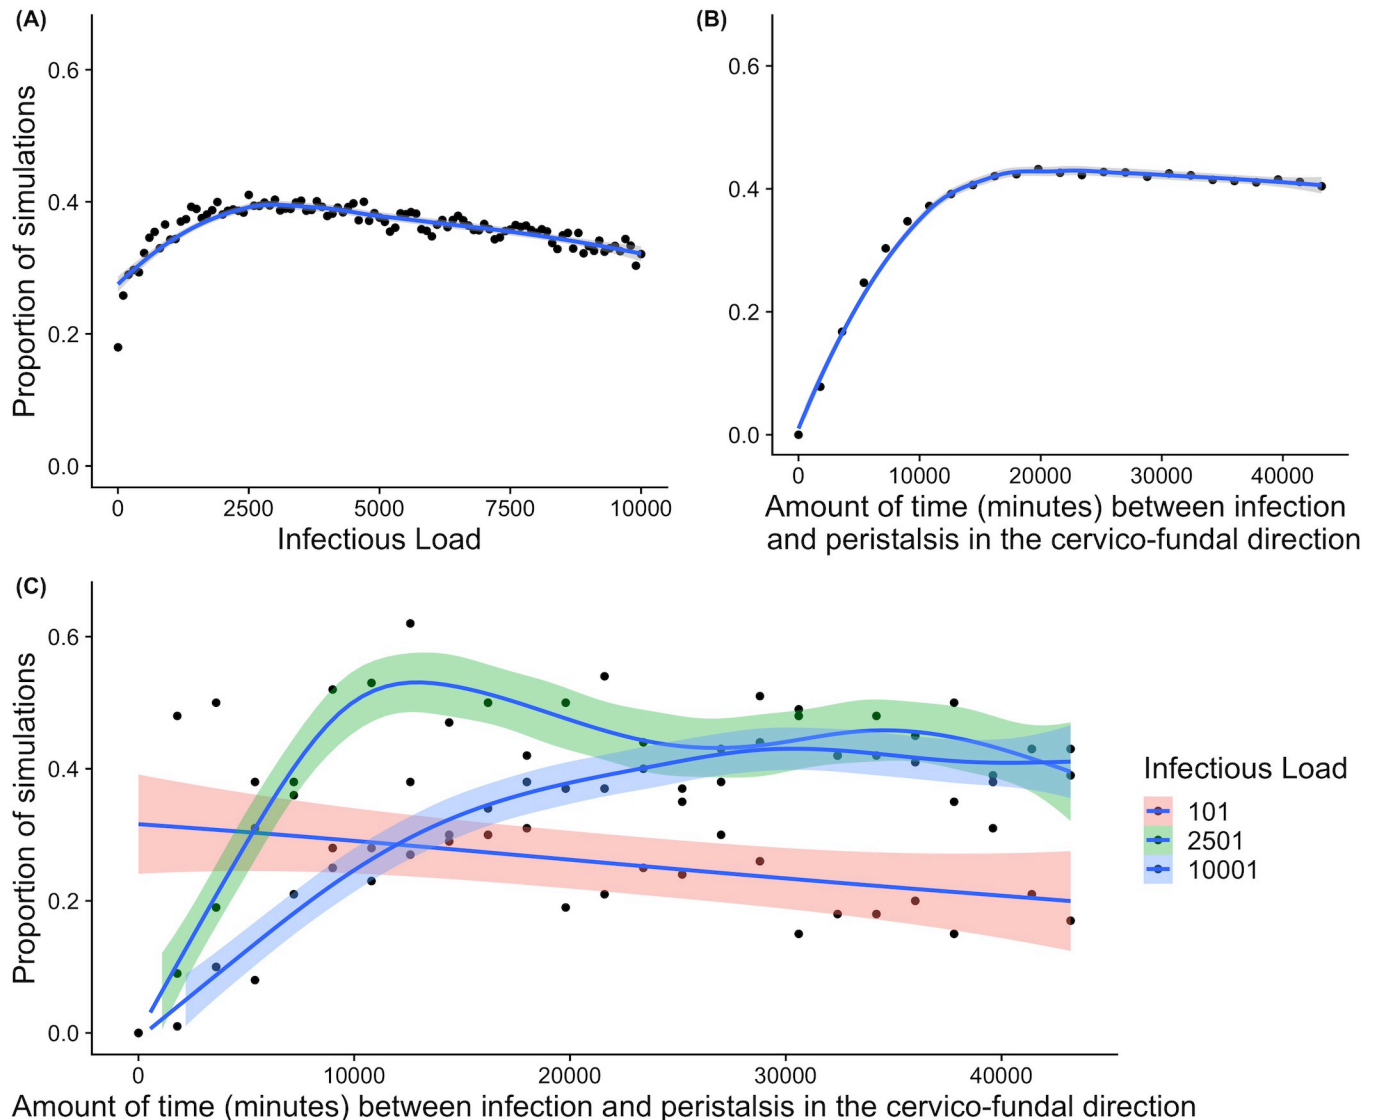 (A)
0.6
0.4
0.2
0.0
Proportion of simulations
0 2500 5000 7500 10000
Infectious Load
(B)
0.6
0.4
0.2
0.0
0 10000 20000 30000 40000
Amount of time (minutes) between infection
and peristalsis in the cervico-fundal direction
(C)
0.6
0.4
0.2
0.0
Proportion of simulations
0 10000 20000 30000 40000
Amount of time (minutes) between infection and peristalsis in the cervico-fundal direction
Infectious Load
101
2501
10001